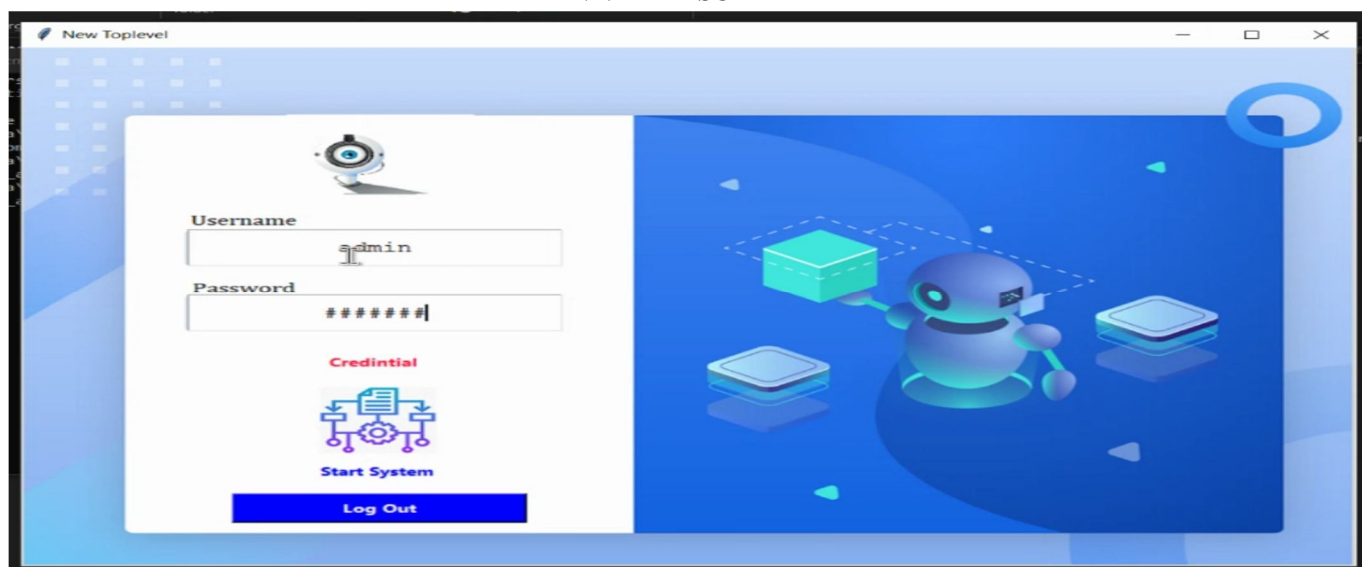 New Toplevel
Username
admin
Password
#######
Credintial
Start System
Log Out